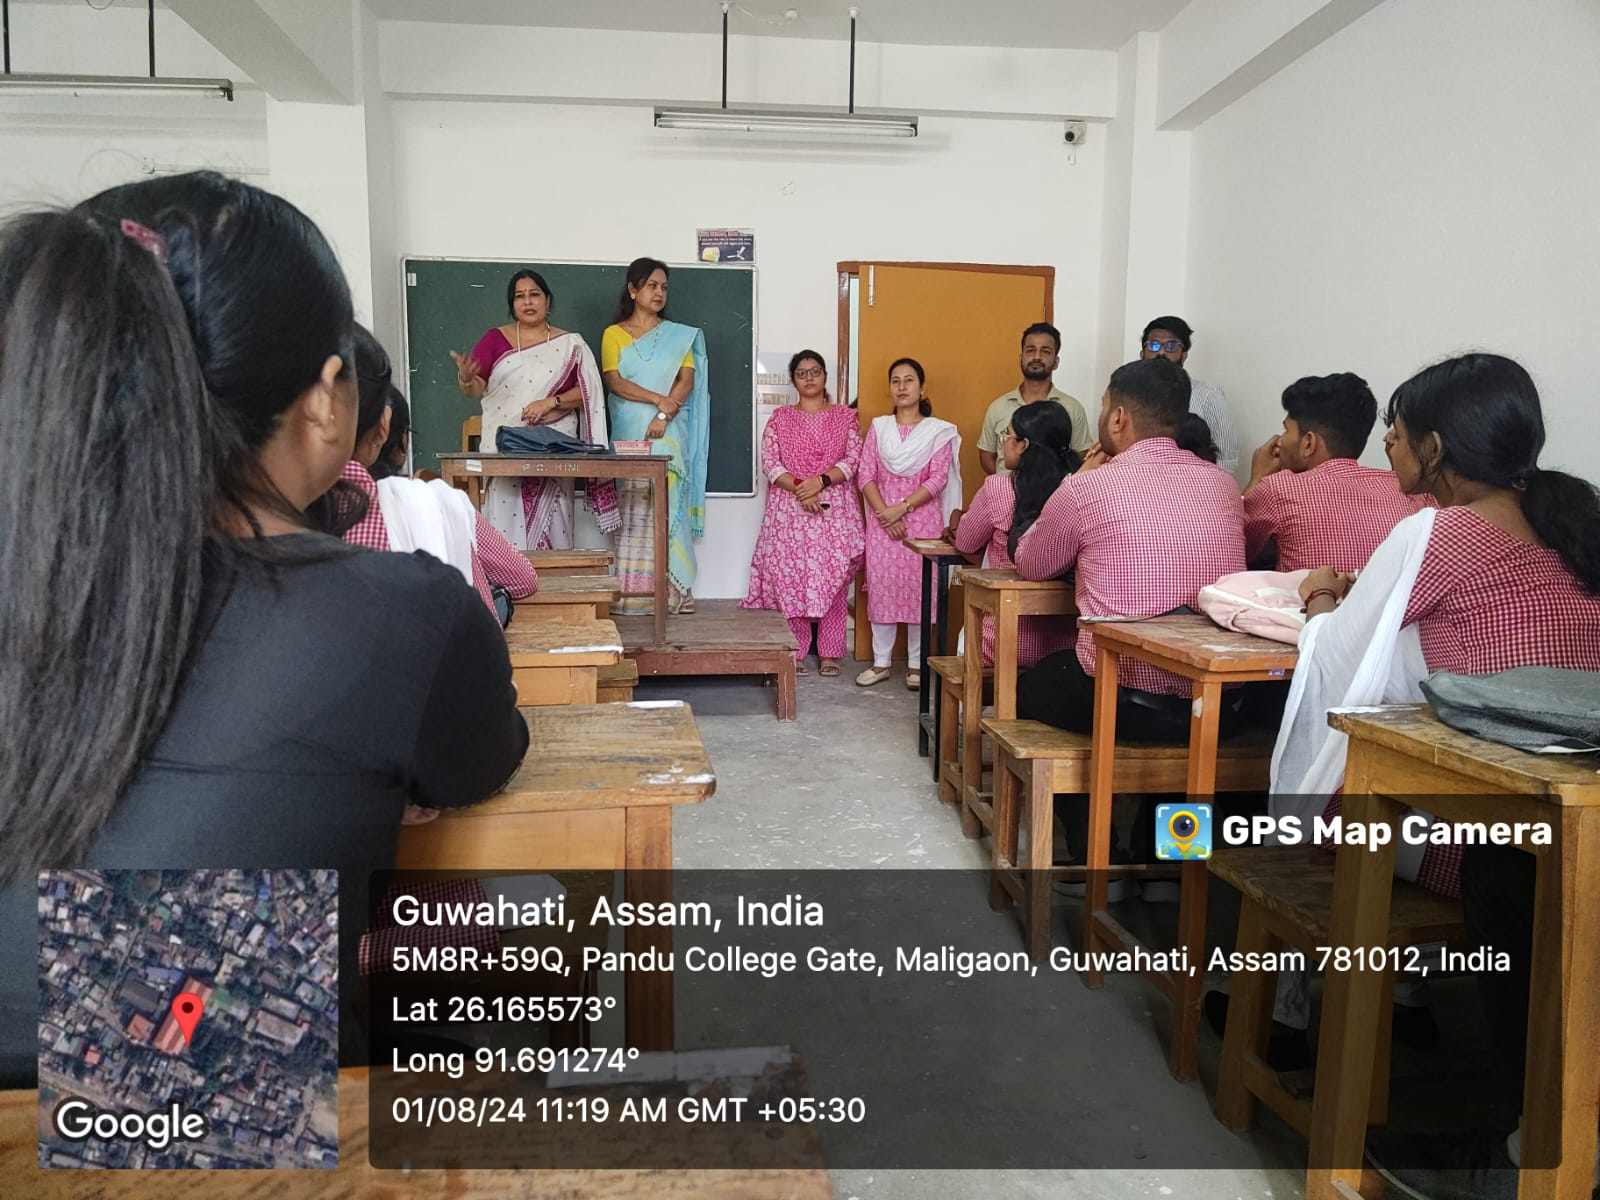 P.C. HINI
GPS Map Camera
Guwahati, Assam, India
5M8R+59Q, Pandu College Gate, Maligaon, Guwahati, Assam 781012, India
Lat 26.165573°
Long 91.691274°
01/08/24 11:19 AM GMT +05:30
Google